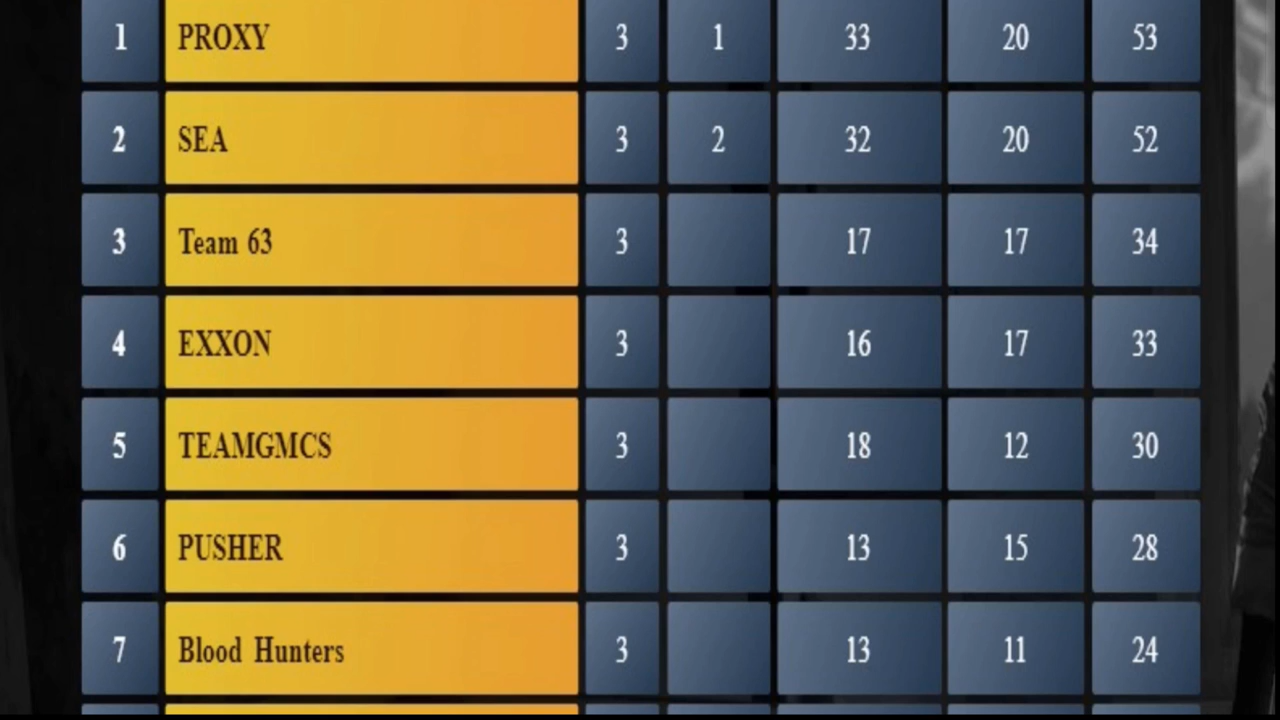 1 PROXY 3 1 33 20 53
2 SEA 3 2 32 20 52
3 Team 63 3 17 17 34
4 EXXON 3 16 17 33
5 TEAMGMCS 3 18 12 30
6 PUSHER 3 13 15 28
7 Blood Hunters 3 13 11 24